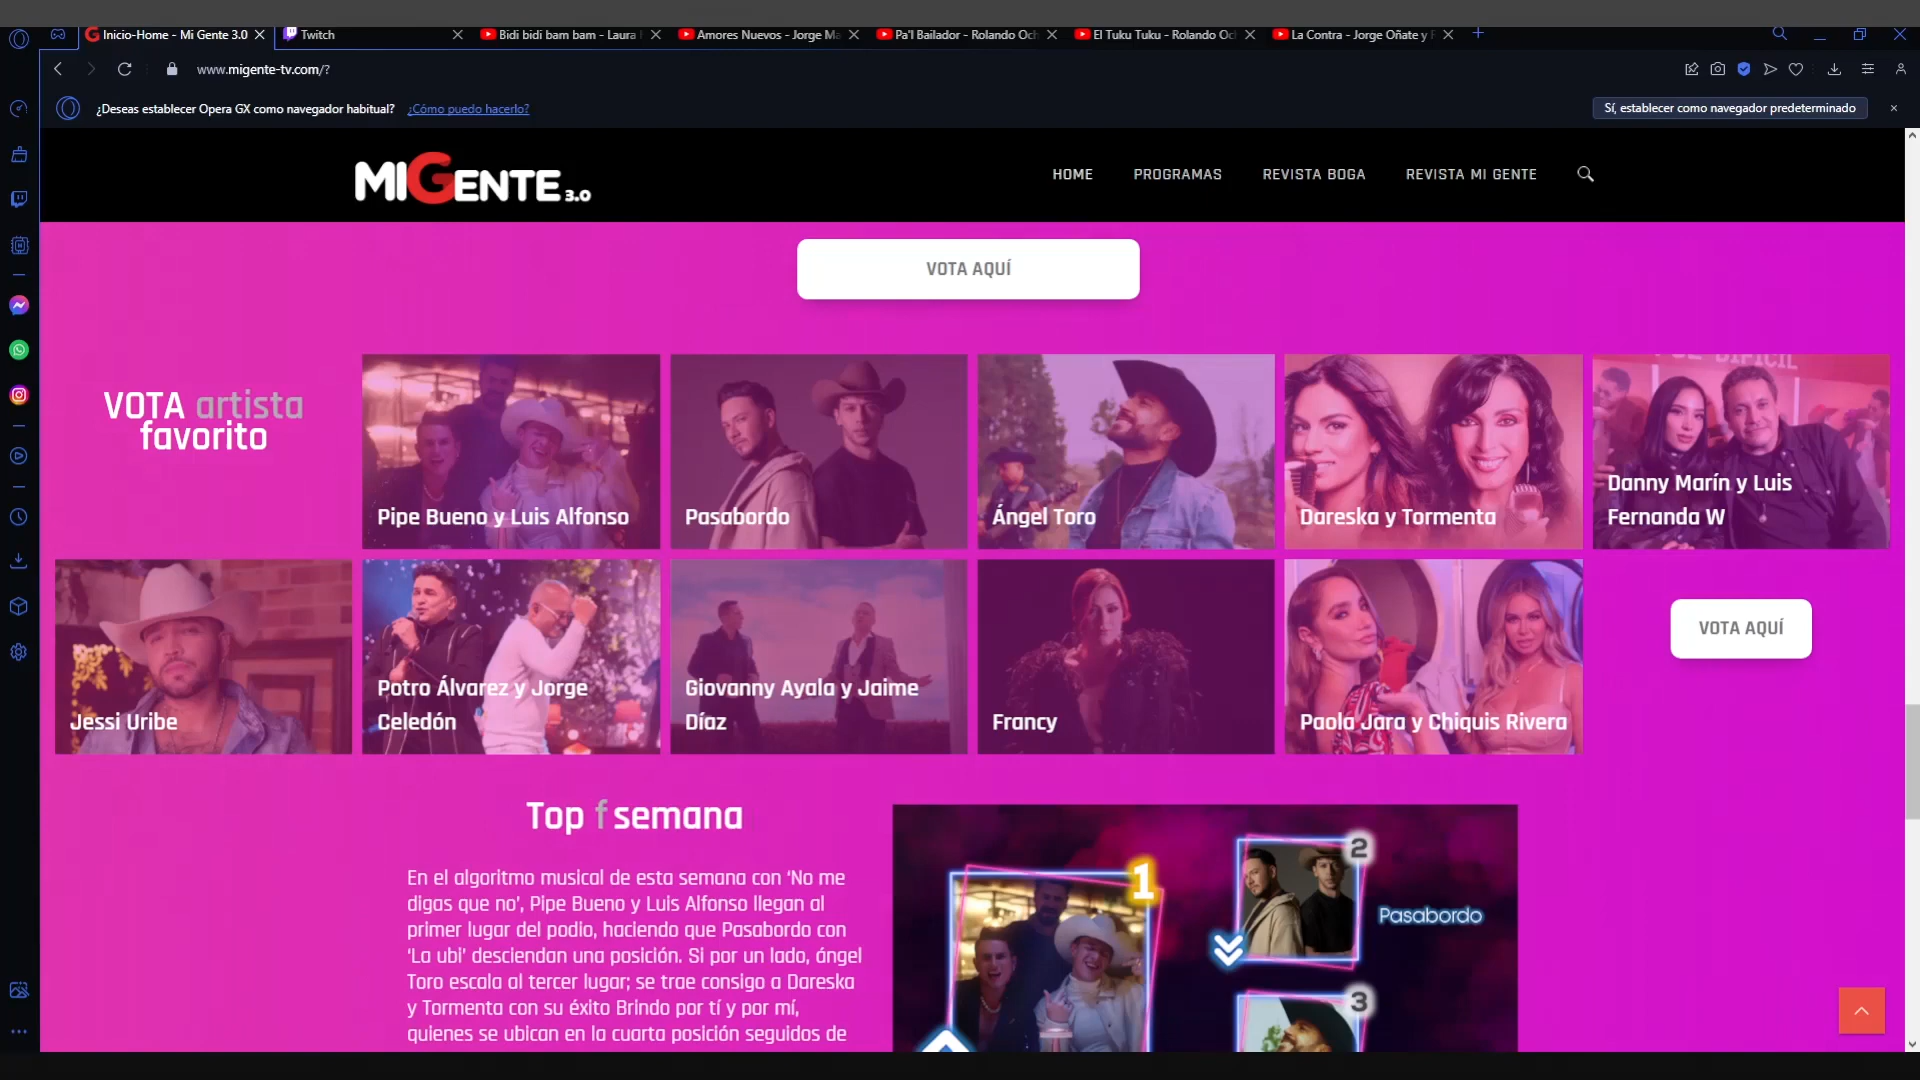 Inicio-Home - Mi Gente 3.0
Twitch
Bidi bidi bam bam - Laura
Amores Nuevos - Jorge Ma
Pa'l Bailador - Rolando Och
El Tuku Tuku - Rolando Oc
La Contra - Jorge Oñate y
www.migente-tv.com/?
¿Deseas establecer Opera GX como navegador habitual? ¿Cómo puedo hacerlo?
Sí, establecer como navegador predeterminado
MIGENTE 3.0
HOME
PROGRAMAS
REVISTA BOGA
REVISTA MI GENTE
VOTA AQUÍ
VOTA artista
favorito
Pipe Bueno y Luis Alfonso
Pasabordo
Ángel Toro
Dareska y Tormenta
Danny Marín y Luis
Fernanda W
Jessi Uribe
Potro Álvarez y Jorge
Celedón
Giovanny Ayala y Jaime
Díaz
Francy
Paola Jara y Chiquis Rivera
VOTA AQUÍ
Top f semana
En el algoritmo musical de esta semana con ‘No me
digas que no’, Pipe Bueno y Luis Alfonso llegan al
primer lugar del podio, haciendo que Pasabordo con
‘La ubi’ desciendan una posición. Si por un lado, ángel
Toro escala al tercer lugar; se trae consigo a Dareska
y Tormenta con su éxito Brindo por tí y por mí,
quienes se ubican en la cuarta posición seguidos de
1
2
Pasabordo
3